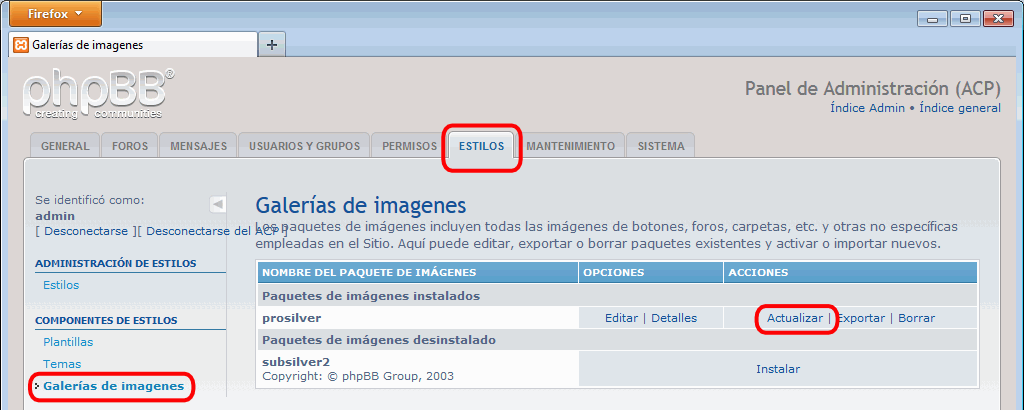 Firefox
Galerías de imagenes
phpBB®
creating communities
Panel de Administración (ACP)
Índice Admin • Índice general
GENERAL FOROS MENSAJES USUARIOS Y GRUPOS PERMISOS ESTILOS MANTENIMIENTO SISTEMA
Se identificó como:
admin
[ Desconectarse ][ Desconectarse del ACP ]
ADMINISTRACIÓN DE ESTILOS
Estilos
COMPONENTES DE ESTILOS
Plantillas
Temas
Galerías de imagenes
Galerías de imagenes
Los paquetes de imágenes incluyen todas las imágenes de botones, foros, carpetas, etc. y otras no específicas
empleadas en el Sitio. Aquí puede editar, exportar o borrar paquetes existentes y activar o importar nuevos.
NOMBRE DEL PAQUETE DE IMÁGENES OPCIONES ACCIONES
Paquetes de imágenes instalados
prosilver Editar | Detalles Actualizar | Exportar | Borrar
Paquetes de imágenes desinstalado
subsilver2
Copyright: © phpBB Group, 2003
Instalar